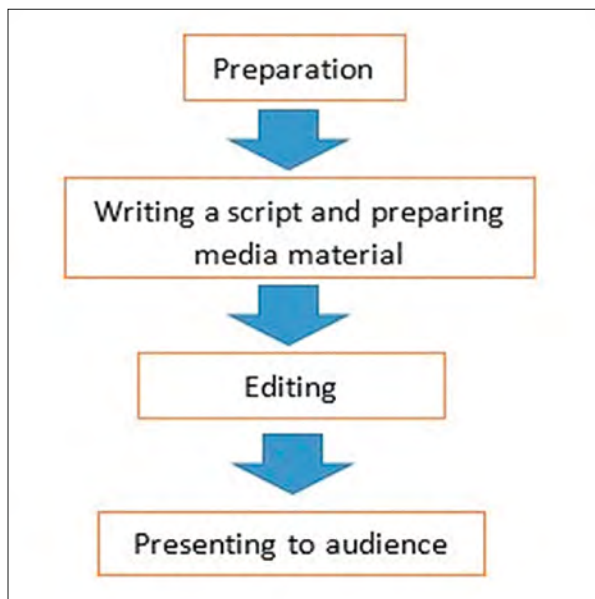 Preparation
Writing a script and preparing
media material
Editing
Presenting to audience